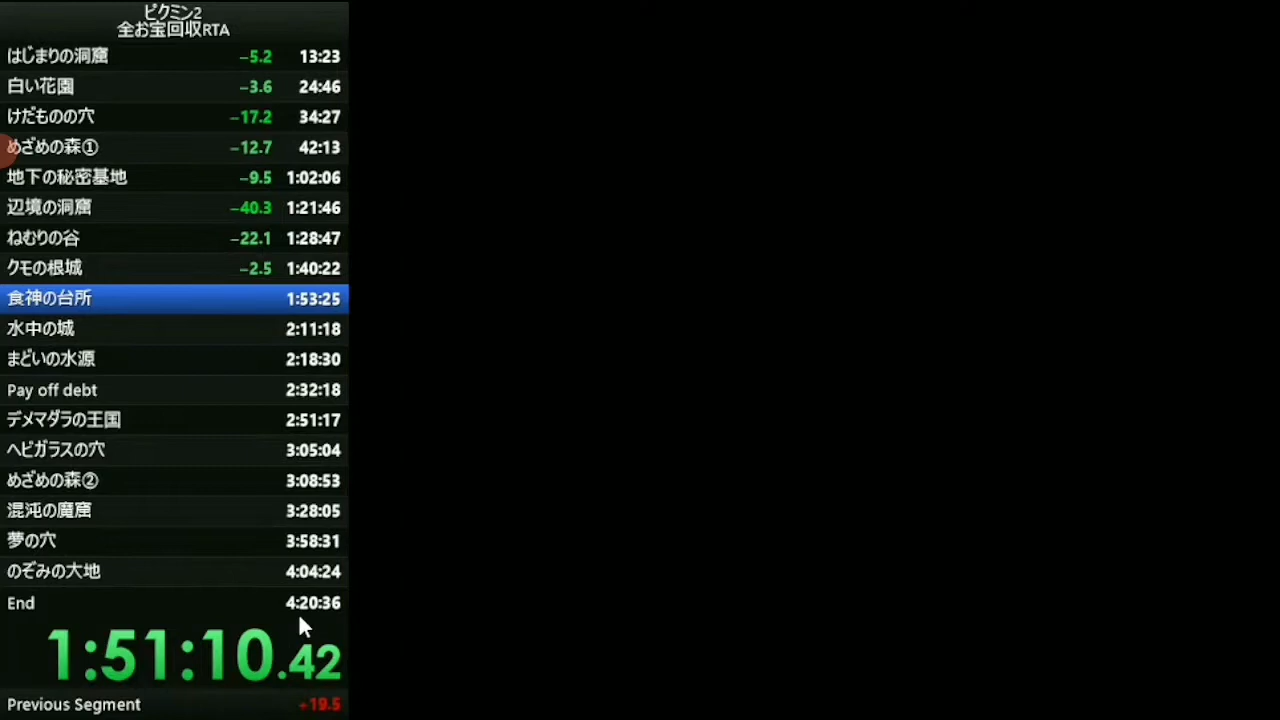 ピクミン2
全お宝回収RTA
はじまりの洞窟 −5.2 13:23
白い花園 −3.6 24:46
けだものの穴 −17.2 34:27
めざめの森① −12.7 42:13
地下の秘密基地 −9.5 1:02:06
辺境の洞窟 −40.3 1:21:46
ねむりの谷 −22.1 1:28:47
クモの根城 −2.5 1:40:22
食神の台所 1:53:25
水中の城 2:11:18
まどいの水源 2:18:30
Pay off debt 2:32:18
デメマダラの王国 2:51:17
ヘビガラスの穴 3:05:04
めざめの森② 3:08:53
混沌の魔窟 3:28:05
夢の穴 3:58:31
のぞみの大地 4:04:24
End 4:20:36
1:51:10.42
Previous Segment +19.5